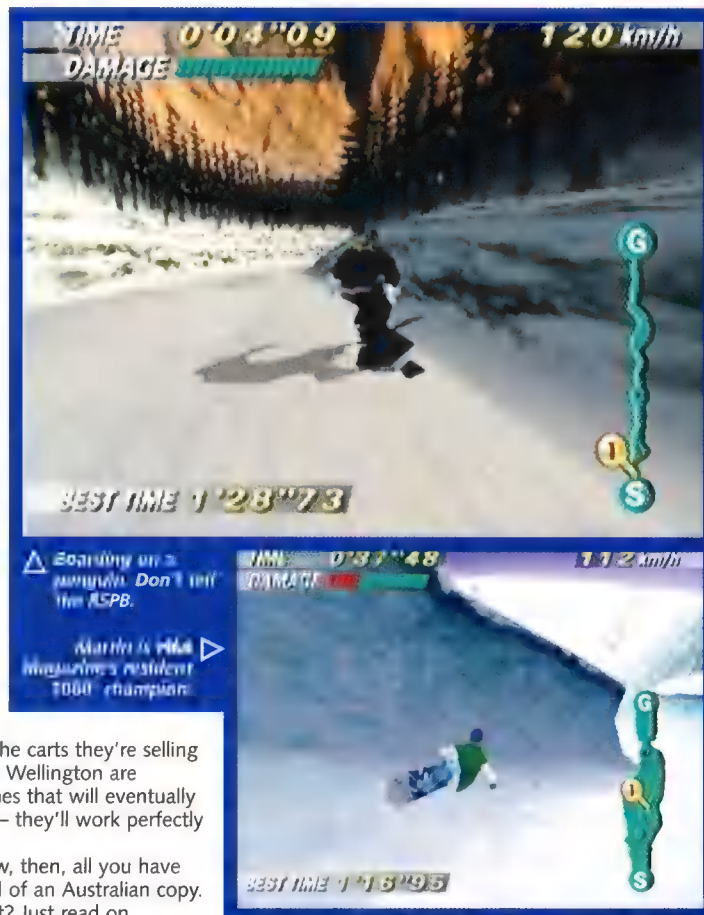 TIME 0'04"09 120 km/h
DAMAGE
G
1
S
BEST TIME 1'28"73
Boarding on a
penguin. Don't tell
the RSPB.
Martin is N64
Magazine's resident
1080° champion.
TIME 0'37"48 112 km/h
DAMAGE
G
1
S
BEST TIME 1'16"95
he carts they're selling
Wellington are
nes that will eventually
– they'll work perfectly
w, then, all you have
d of an Australian copy.
t? Just read on